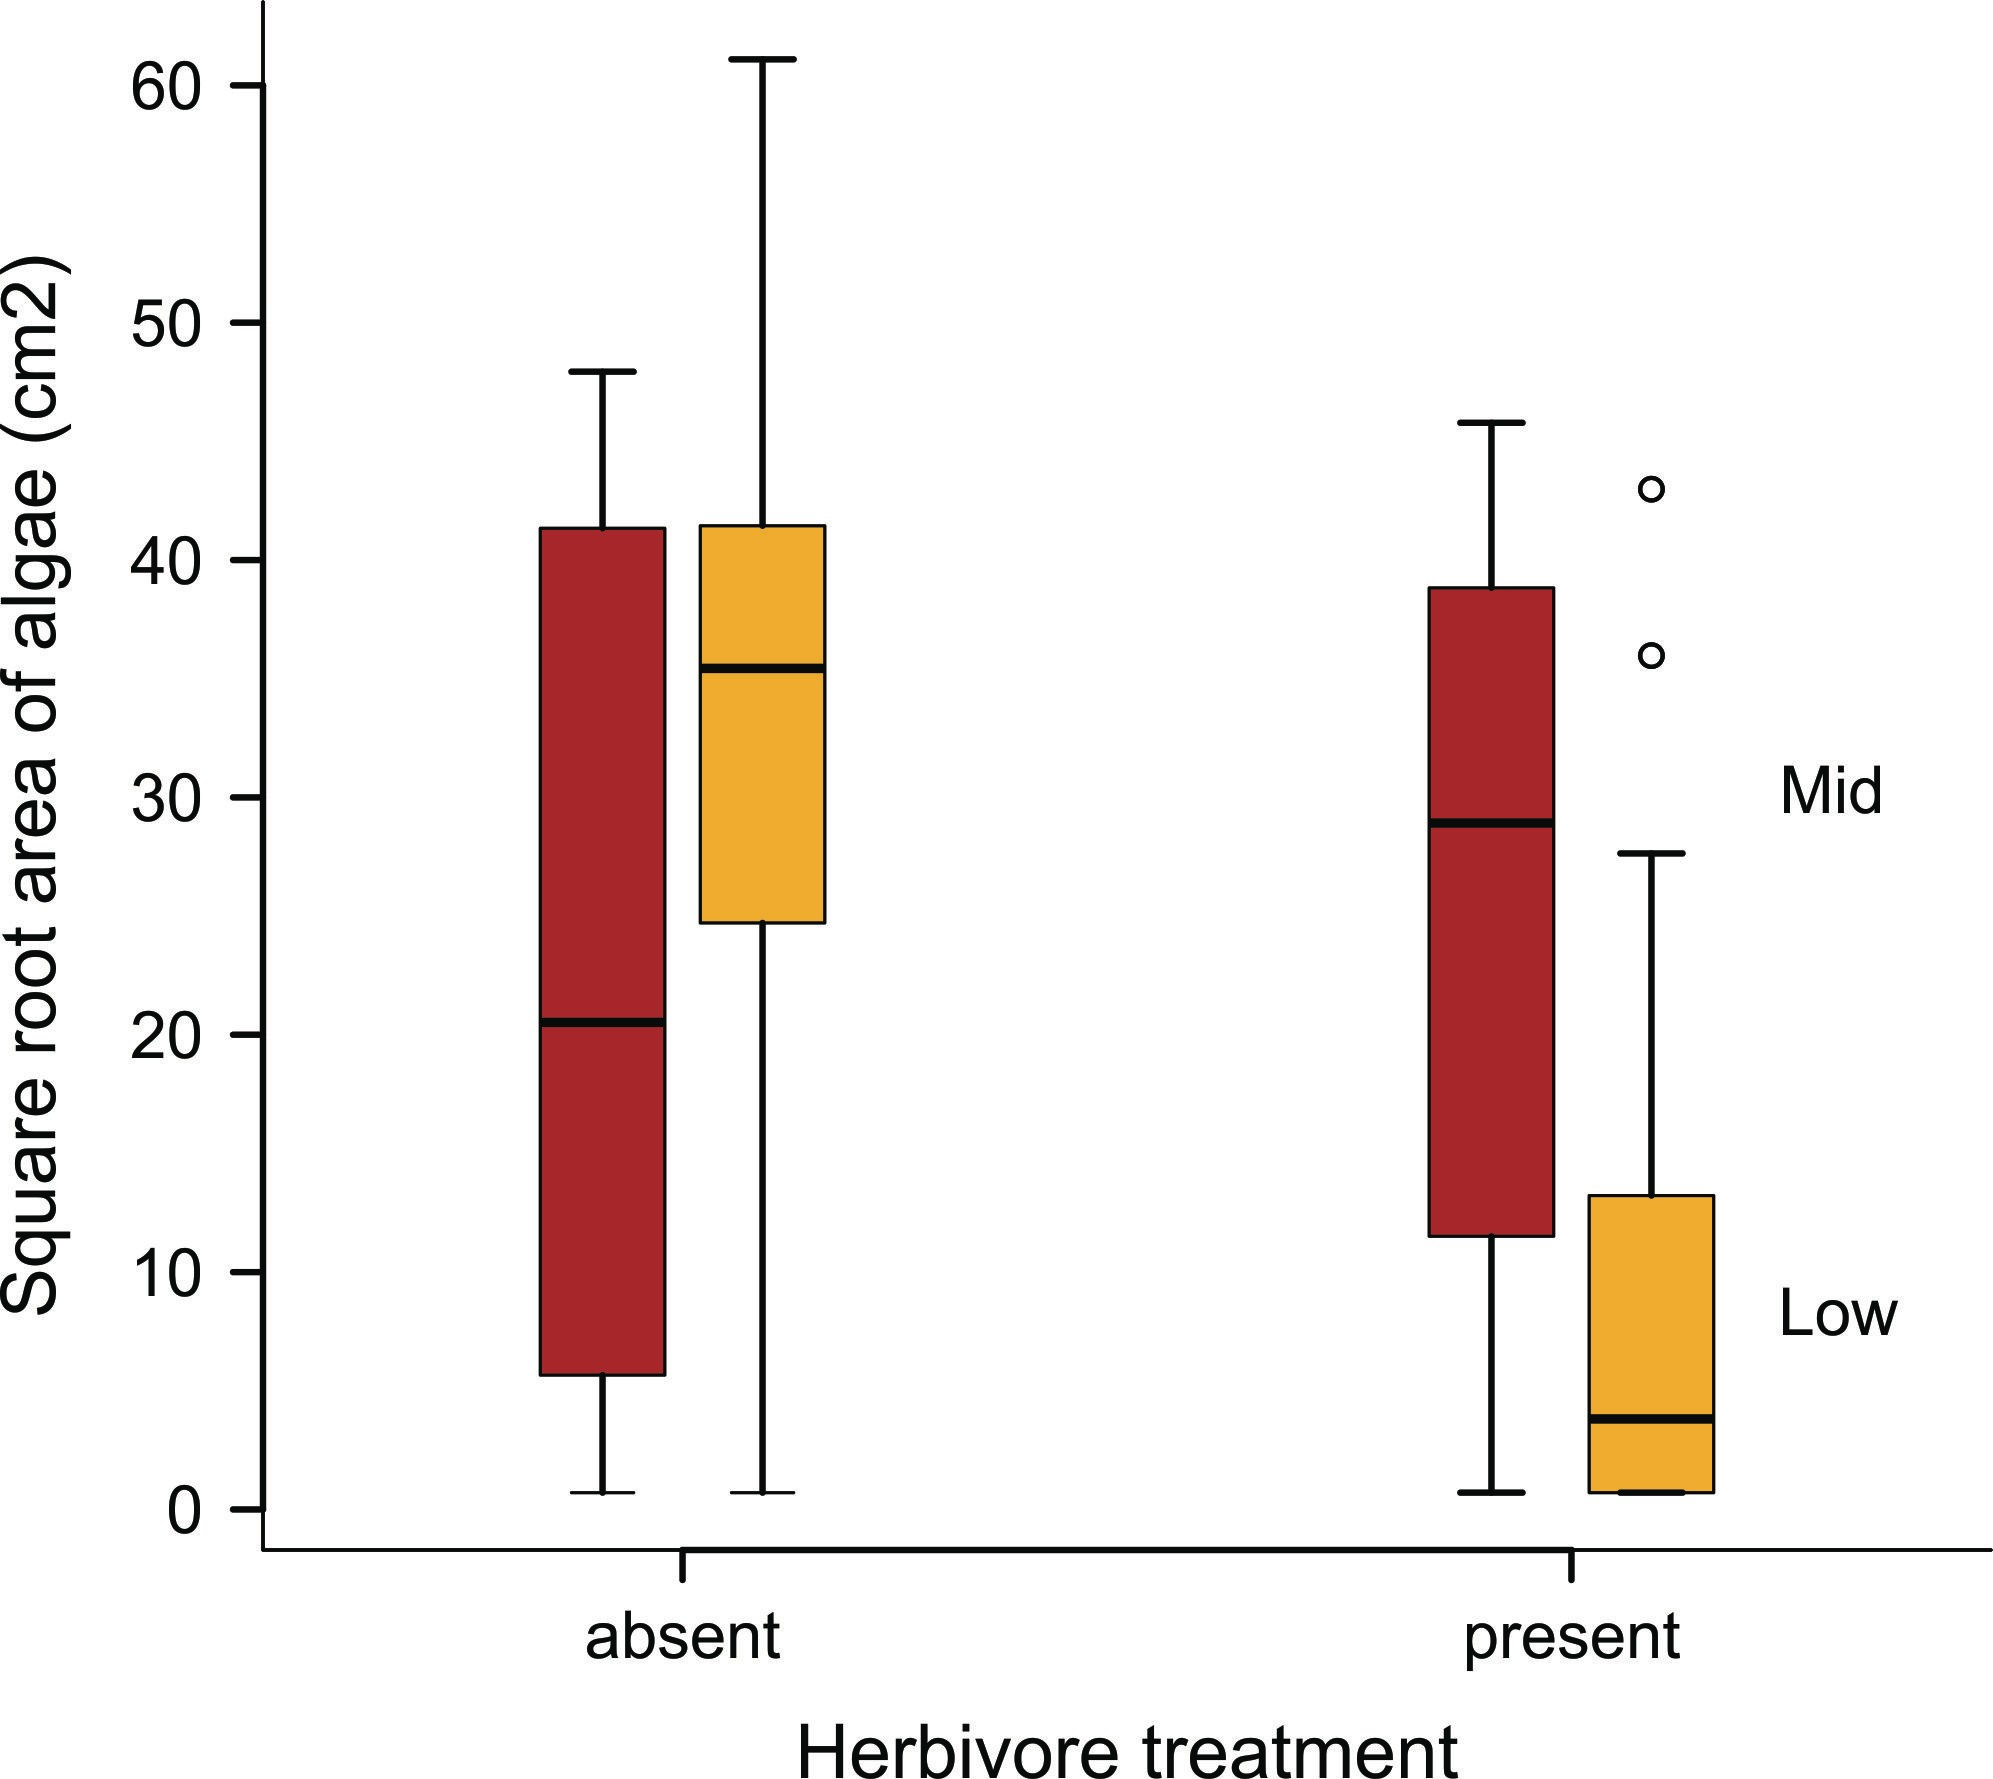 Square root area of algae (cm2)
60
50
40
30
20
10
0
Mid
Low
absent present
Herbivore treatment